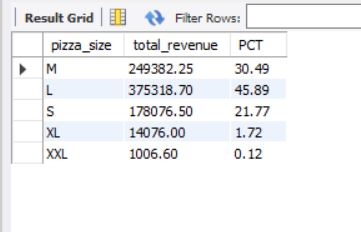 Result Grid Filter Rows:
pizza_size total_revenue PCT
M 249382.25 30.49
L 375318.70 45.89
S 178076.50 21.77
XL 14076.00 1.72
XXL 1006.60 0.12